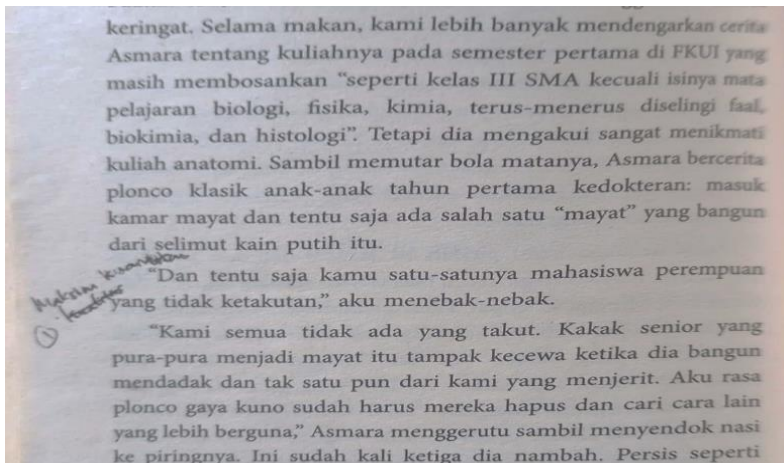 keringat. Selama makan, kami lebih banyak mendengarkan cerita
Asmara tentang kuliahnya pada semester pertama di FKUI yang
masih membosankan “seperti kelas III SMA kecuali isinya mata
pelajaran biologi, fisika, kimia, terus-menerus diselingi faal,
biokimia, dan histologi”. Tetapi dia mengakui sangat menikmati
kuliah anatomi. Sambil memutar bola matanya, Asmara bercerita
plonco klasik anak-anak tahun pertama kedokteran: masuk
kamar mayat dan tentu saja ada salah satu “mayat” yang bangun
dari selimut kain putih itu.
“Dan tentu saja kamu satu-satunya mahasiswa perempuan
yang tidak ketakutan,” aku menebak-nebak.
“Kami semua tidak ada yang takut. Kakak senior yang
pura-pura menjadi mayat itu tampak kecewa ketika dia bangun
mendadak dan tak satu pun dari kami yang menjerit. Aku rasa
plonco gaya kuno sudah harus mereka hapus dan cari cara lain
yang lebih berguna,” Asmara menggerutu sambil menyendok nasi
ke piringnya. Ini sudah kali ketiga dia nambah. Persis seperti